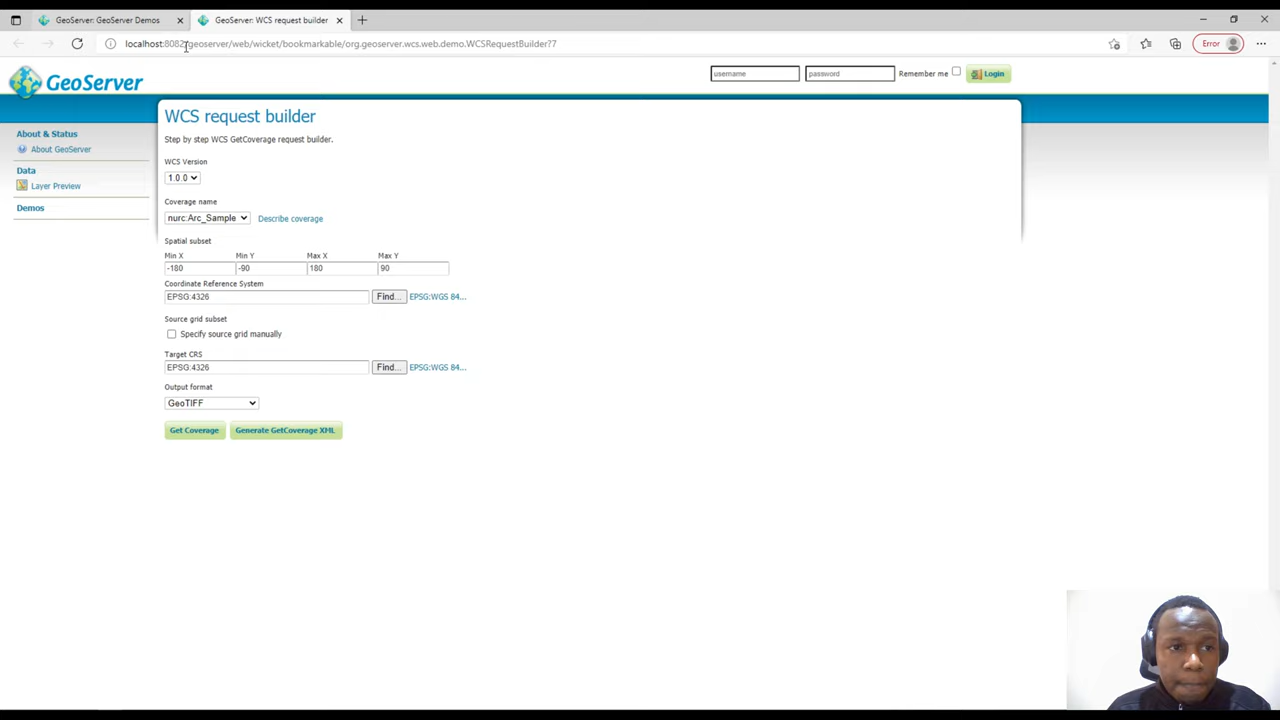 GeoServer: GeoServer Demos
GeoServer: WCS request builder
localhost:8082/geoserver/web/wicket/bookmarkable/org.geoserver.wcs.web.demo.WCSRequestBuilder?7
Error
GeoServer
username
password
Remember me
Login
About & Status
About GeoServer
Data
Layer Preview
Demos
WCS request builder
Step by step WCS GetCoverage request builder.
WCS Version
1.0.0
Coverage name
nurc:Arc_Sample
Describe coverage
Spatial subset
Min X Min Y Max X Max Y
-180 -90 180 90
Coordinate Reference System
EPSG:4326 Find... EPSG:WGS 84...
Source grid subset
Specify source grid manually
Target CRS
EPSG:4326 Find... EPSG:WGS 84...
Output format
GeoTIFF
Get Coverage Generate GetCoverage XML